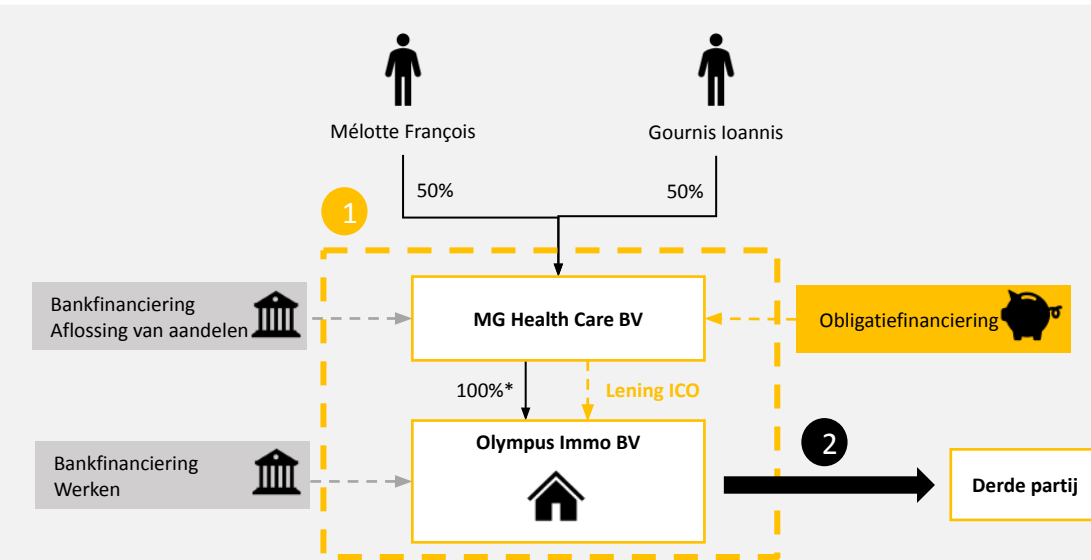 Mélotte François
Gournis Ioannis
50%
50%
1
Bankfinanciering
Aflossing van aandelen
MG Health Care BV
Obligatiefinanciering
100%*
Lening ICO
Olympus Immo BV
2
Bankfinanciering
Werken
Derde partij